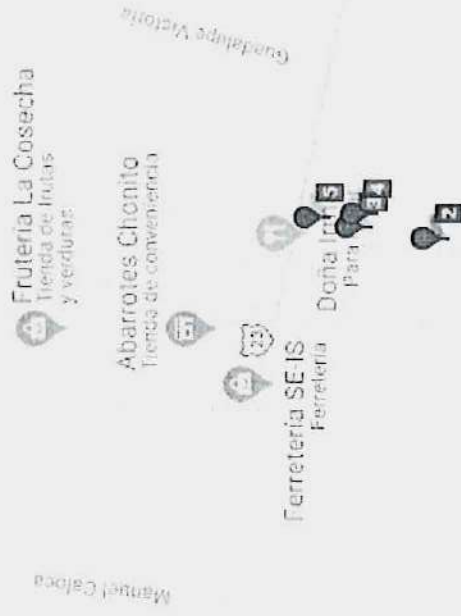 Guadalupe Victoria
Frutería La Cosecha
Tienda de frutas
y verduras
Abarrotes Chonito
Tienda de conveniencia
5
4
3
2
Doña
Para
23
Ferretería SE-IS
Ferretería
Manuel Caloca